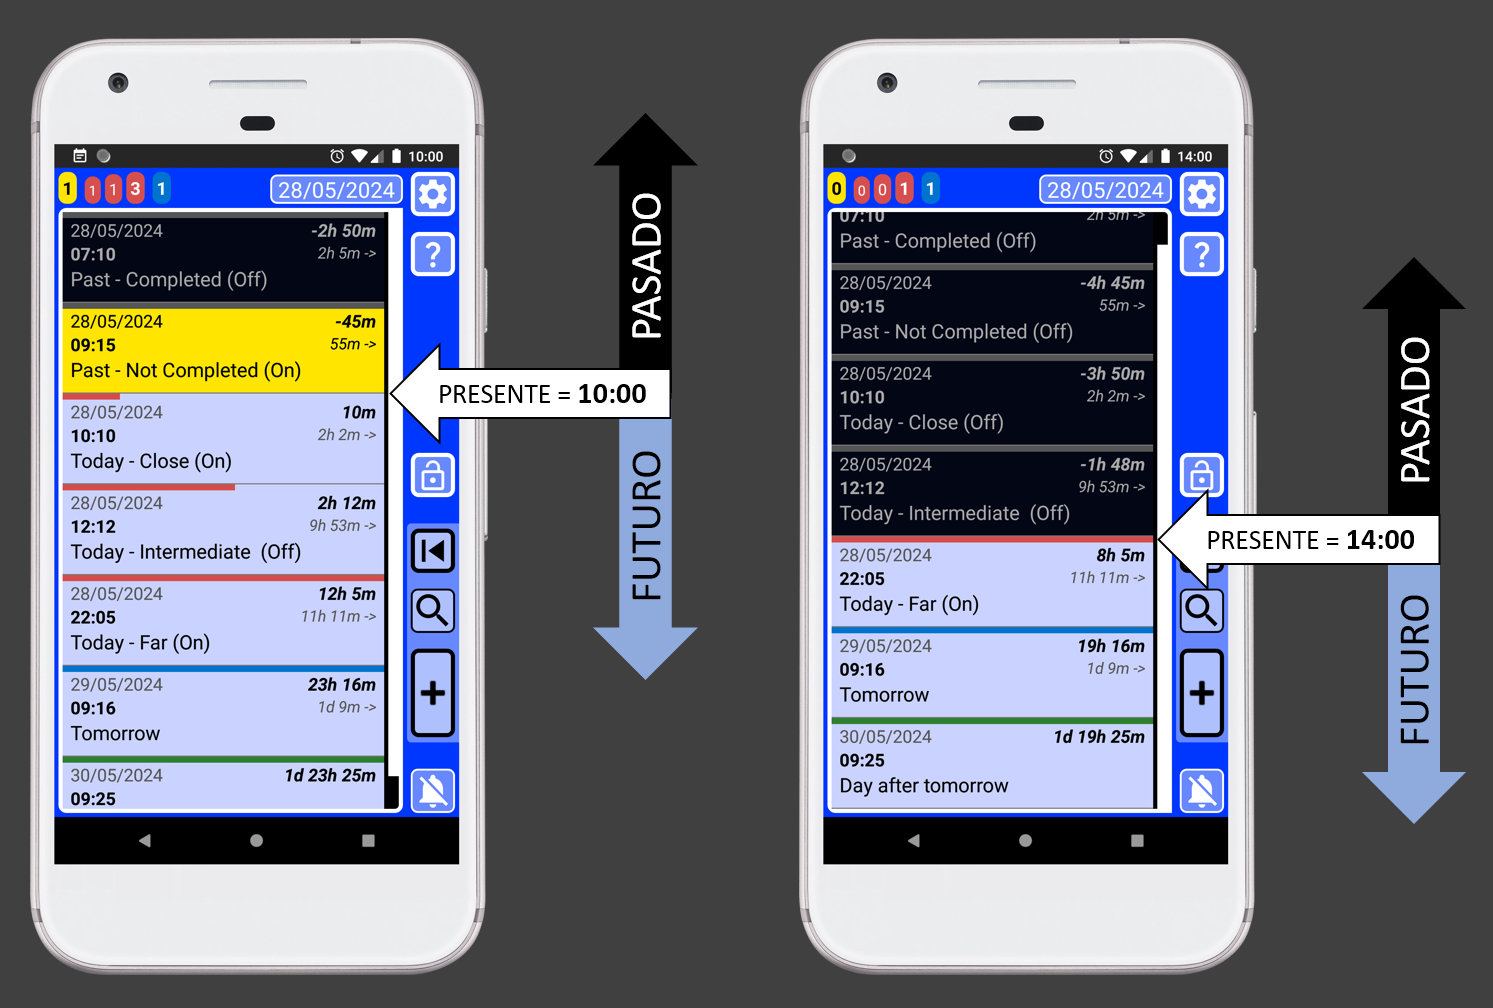 10:00
1 1 1 3 1 28/05/2024
28/05/2024 -2h 50m
07:10 2h 5m ->
Past - Completed (Off)
?
28/05/2024 -45m
09:15 55m ->
Past - Not Completed (On)
28/05/2024 10m
10:10 2h 2m ->
Today - Close (On)
28/05/2024 2h 12m
12:12 9h 53m ->
Today - Intermediate (Off)
28/05/2024 12h 5m
22:05 11h 11m ->
Today - Far (On)
29/05/2024 23h 16m
09:16 1d 9m ->
Tomorrow
+
30/05/2024 1d 23h 25m
09:25
PASADO
PRESENTE = 10:00
FUTURO
14:00
0 0 0 1 1 28/05/2024
07:10 2h 5m ->
Past - Completed (Off)
?
28/05/2024 -4h 45m
09:15 55m ->
Past - Not Completed (Off)
28/05/2024 -3h 50m
10:10 2h 2m ->
Today - Close (Off)
28/05/2024 -1h 48m
12:12 9h 53m ->
Today - Intermediate (Off)
28/05/2024 8h 5m
22:05 11h 11m ->
Today - Far (On)
29/05/2024 19h 16m
09:16 1d 9m ->
Tomorrow
+
30/05/2024 1d 19h 25m
09:25
Day after tomorrow
PASADO
PRESENTE = 14:00
FUTURO